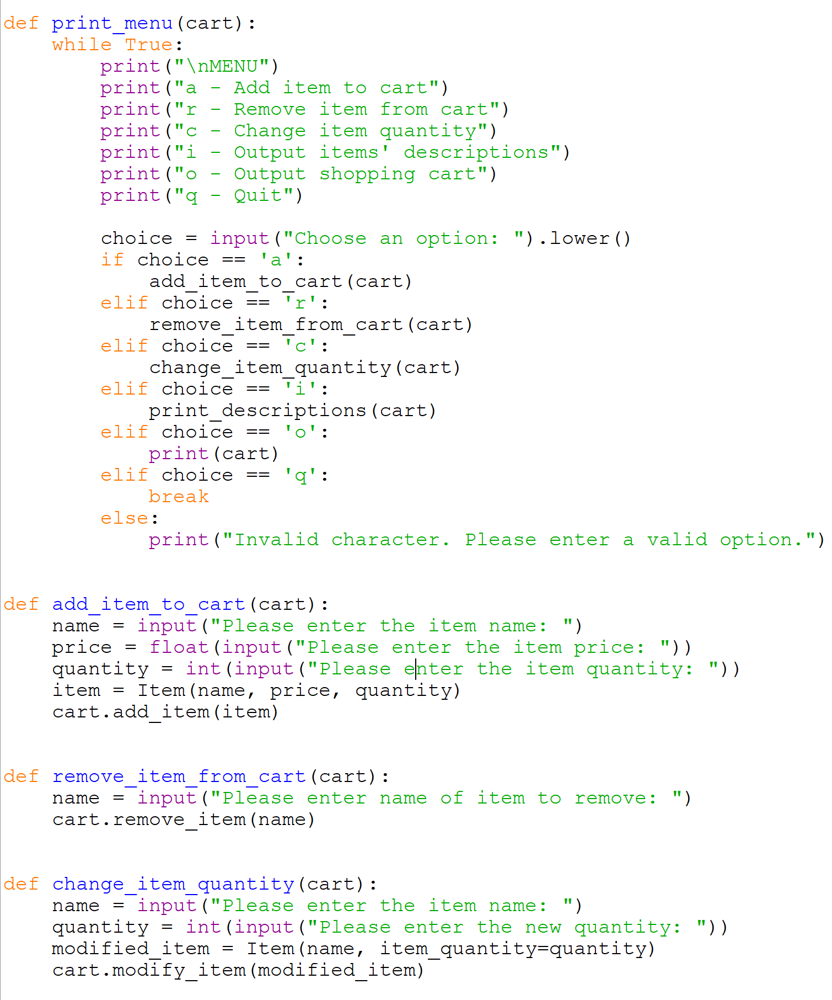 def print_menu(cart):
    while True:
        print("\nMENU")
        print("a - Add item to cart")
        print("r - Remove item from cart")
        print("c - Change item quantity")
        print("i - Output items' descriptions")
        print("o - Output shopping cart")
        print("q - Quit")

        choice = input("Choose an option: ").lower()
        if choice == 'a':
            add_item_to_cart(cart)
        elif choice == 'r':
            remove_item_from_cart(cart)
        elif choice == 'c':
            change_item_quantity(cart)
        elif choice == 'i':
            print_descriptions(cart)
        elif choice == 'o':
            print(cart)
        elif choice == 'q':
            break
        else:
            print("Invalid character. Please enter a valid option.")


def add_item_to_cart(cart):
    name = input("Please enter the item name: ")
    price = float(input("Please enter the item price: "))
    quantity = int(input("Please enter the item quantity: "))
    item = Item(name, price, quantity)
    cart.add_item(item)


def remove_item_from_cart(cart):
    name = input("Please enter name of item to remove: ")
    cart.remove_item(name)


def change_item_quantity(cart):
    name = input("Please enter the item name: ")
    quantity = int(input("Please enter the new quantity: "))
    modified_item = Item(name, item_quantity=quantity)
    cart.modify_item(modified_item)